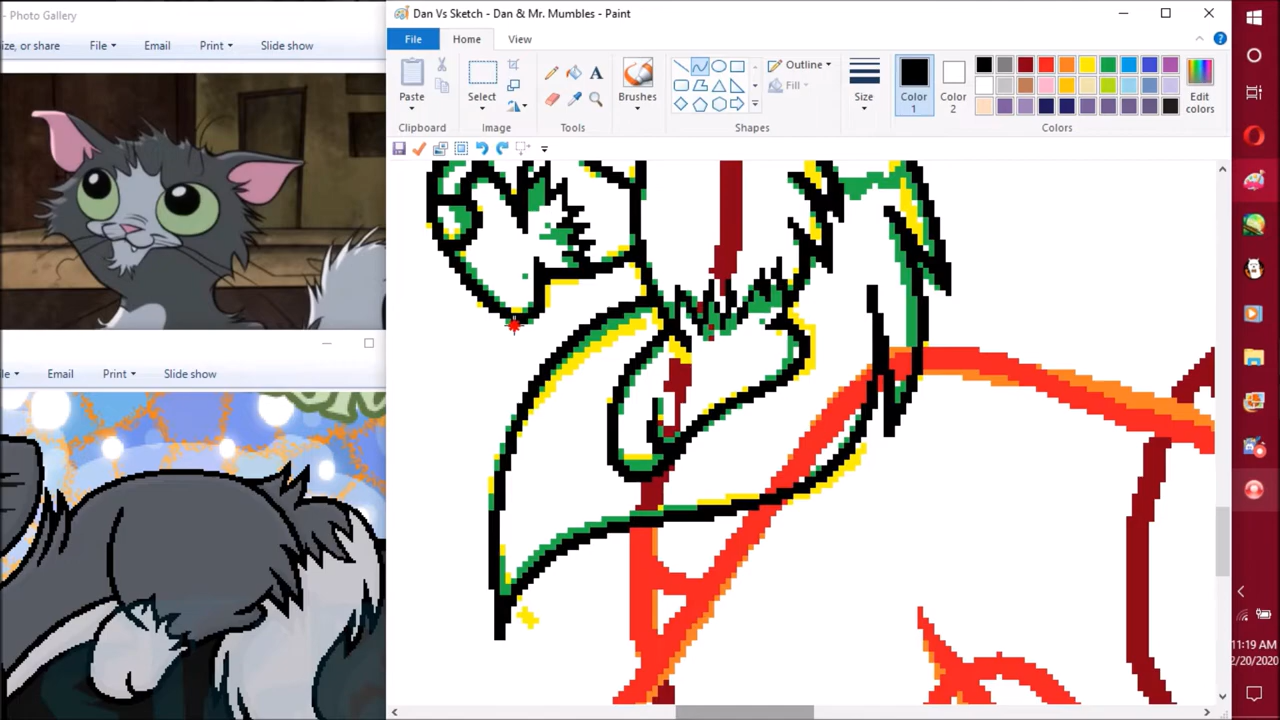 - Photo Gallery
ize, or share File Email Print Slide show
Email Print Slide show
Dan Vs Sketch - Dan & Mr. Mumbles - Paint
File Home View
Paste
Select
Brushes
Outline
Fill
Size
Color 1
Color 2
Edit colors
Clipboard Image Tools Shapes Colors
11:19 AM
2/20/2020